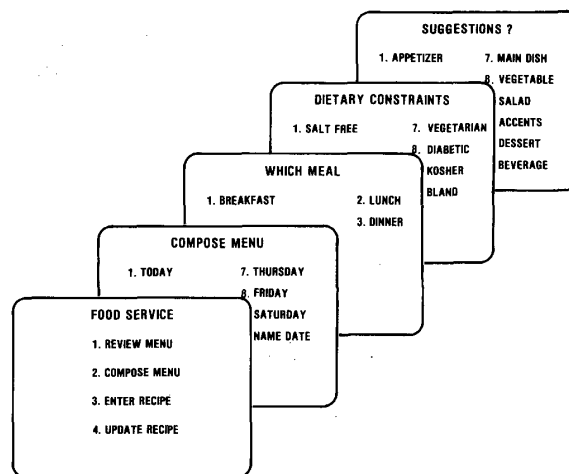 SUGGESTIONS ?
1. APPETIZER 7. MAIN DISH
8. VEGETABLE
SALAD
ACCENTS
DESSERT
BEVERAGE
DIETARY CONSTRAINTS
1. SALT FREE 7. VEGETARIAN
8. DIABETIC
KOSHER
BLAND
WHICH MEAL
1. BREAKFAST 2. LUNCH
3. DINNER
COMPOSE MENU
1. TODAY 7. THURSDAY
8. FRIDAY
SATURDAY
NAME DATE
FOOD SERVICE
1. REVIEW MENU
2. COMPOSE MENU
3. ENTER RECIPE
4. UPDATE RECIPE